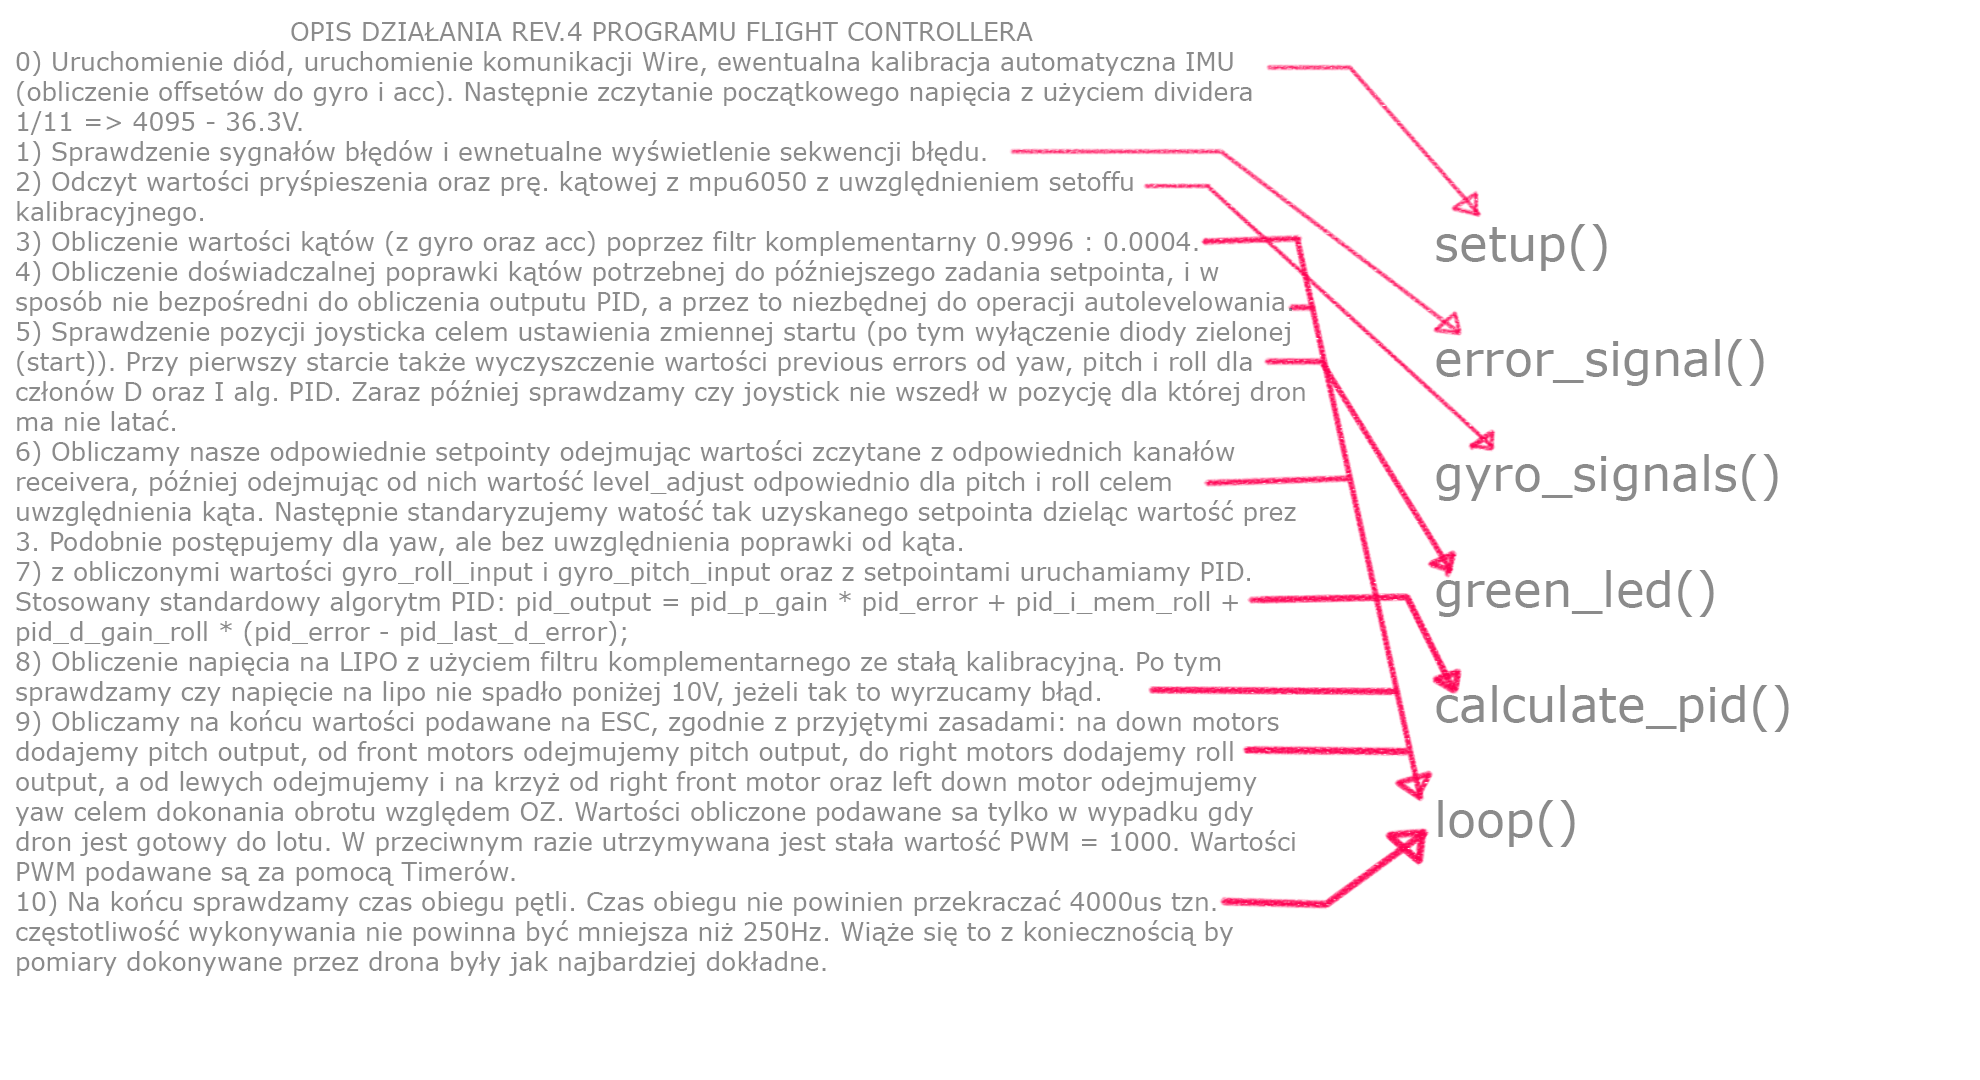 OPIS DZIAŁANIA REV.4 PROGRAMU FLIGHT CONTROLLERA
0) Uruchomienie diód, uruchomienie komunikacji Wire, ewentualna kalibracja automatyczna IMU
(obliczenie offsetów do gyro i acc). Następnie zczytanie początkowego napięcia z użyciem dividera
1/11 => 4095 - 36.3V.
1) Sprawdzenie sygnałów błędów i ewnetualne wyświetlenie sekwencji błędu.
2) Odczyt wartości pryśpieszenia oraz prę. kątowej z mpu6050 z uwzględnieniem setoffu
kalibracyjnego.
3) Obliczenie wartości kątów (z gyro oraz acc) poprzez filtr komplementarny 0.9996 : 0.0004.
4) Obliczenie doświadczalnej poprawki kątów potrzebnej do późniejszego zadania setpointa, i w
sposób nie bezpośredni do obliczenia outputu PID, a przez to niezbędnej do operacji autolevelowania.
5) Sprawdzenie pozycji joysticka celem ustawienia zmiennej startu (po tym wyłączenie diody zielonej
(start)). Przy pierwszy starcie także wyczyszczenie wartości previous errors od yaw, pitch i roll dla
członów D oraz I alg. PID. Zaraz później sprawdzamy czy joystick nie wszedł w pozycję dla której dron
ma nie latać.
6) Obliczamy nasze odpowiednie setpointy odejmując wartości zczytane z odpowiednich kanałów
receivera, później odejmując od nich wartość level_adjust odpowiednio dla pitch i roll celem
uwzględnienia kąta. Następnie standaryzujemy watość tak uzyskanego setpointa dzieląc wartość prez
3. Podobnie postępujemy dla yaw, ale bez uwzględnienia poprawki od kąta.
7) z obliczonymi wartości gyro_roll_input i gyro_pitch_input oraz z setpointami uruchamiamy PID.
Stosowany standardowy algorytm PID: pid_output = pid_p_gain * pid_error + pid_i_mem_roll +
pid_d_gain_roll * (pid_error - pid_last_d_error);
8) Obliczenie napięcia na LIPO z użyciem filtru komplementarnego ze stałą kalibracyjną. Po tym
sprawdzamy czy napięcie na lipo nie spadło poniżej 10V, jeżeli tak to wyrzucamy błąd.
9) Obliczamy na końcu wartości podawane na ESC, zgodnie z przyjętymi zasadami: na down motors
dodajemy pitch output, od front motors odejmujemy pitch output, do right motors dodajemy roll
output, a od lewych odejmujemy i na krzyż od right front motor oraz left down motor odejmujemy
yaw celem dokonania obrotu względem OZ. Wartości obliczone podawane sa tylko w wypadku gdy
dron jest gotowy do lotu. W przeciwnym razie utrzymywana jest stała wartość PWM = 1000. Wartości
PWM podawane są za pomocą Timerów.
10) Na końcu sprawdzamy czas obiegu pętli. Czas obiegu nie powinien przekraczać 4000us tzn.
częstotliwość wykonywania nie powinna być mniejsza niż 250Hz. Wiąże się to z koniecznością by
pomiary dokonywane przez drona były jak najbardziej dokładne.
setup()
error_signal()
gyro_signals()
green_led()
calculate_pid()
loop()